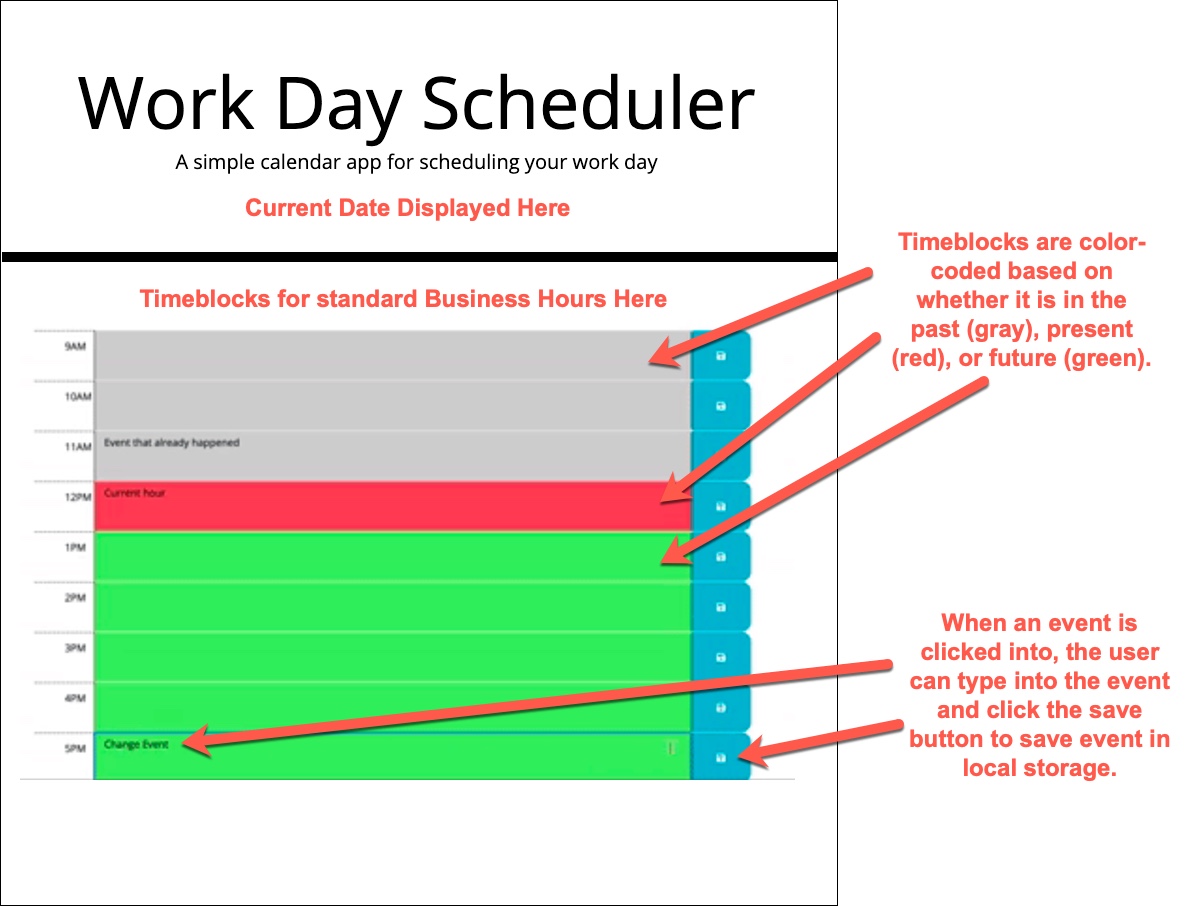 Work Day Scheduler
A simple calendar app for scheduling your work day
Current Date Displayed Here
Timeblocks for standard Business Hours Here
9AM
10AM
11AM Event that already happened
12PM Current hour
1PM
2PM
3PM
4PM
5PM Change Event
Timeblocks are color-
coded based on
whether it is in the
past (gray), present
(red), or future (green).
When an event is
clicked into, the user
can type into the event
and click the save
button to save event in
local storage.